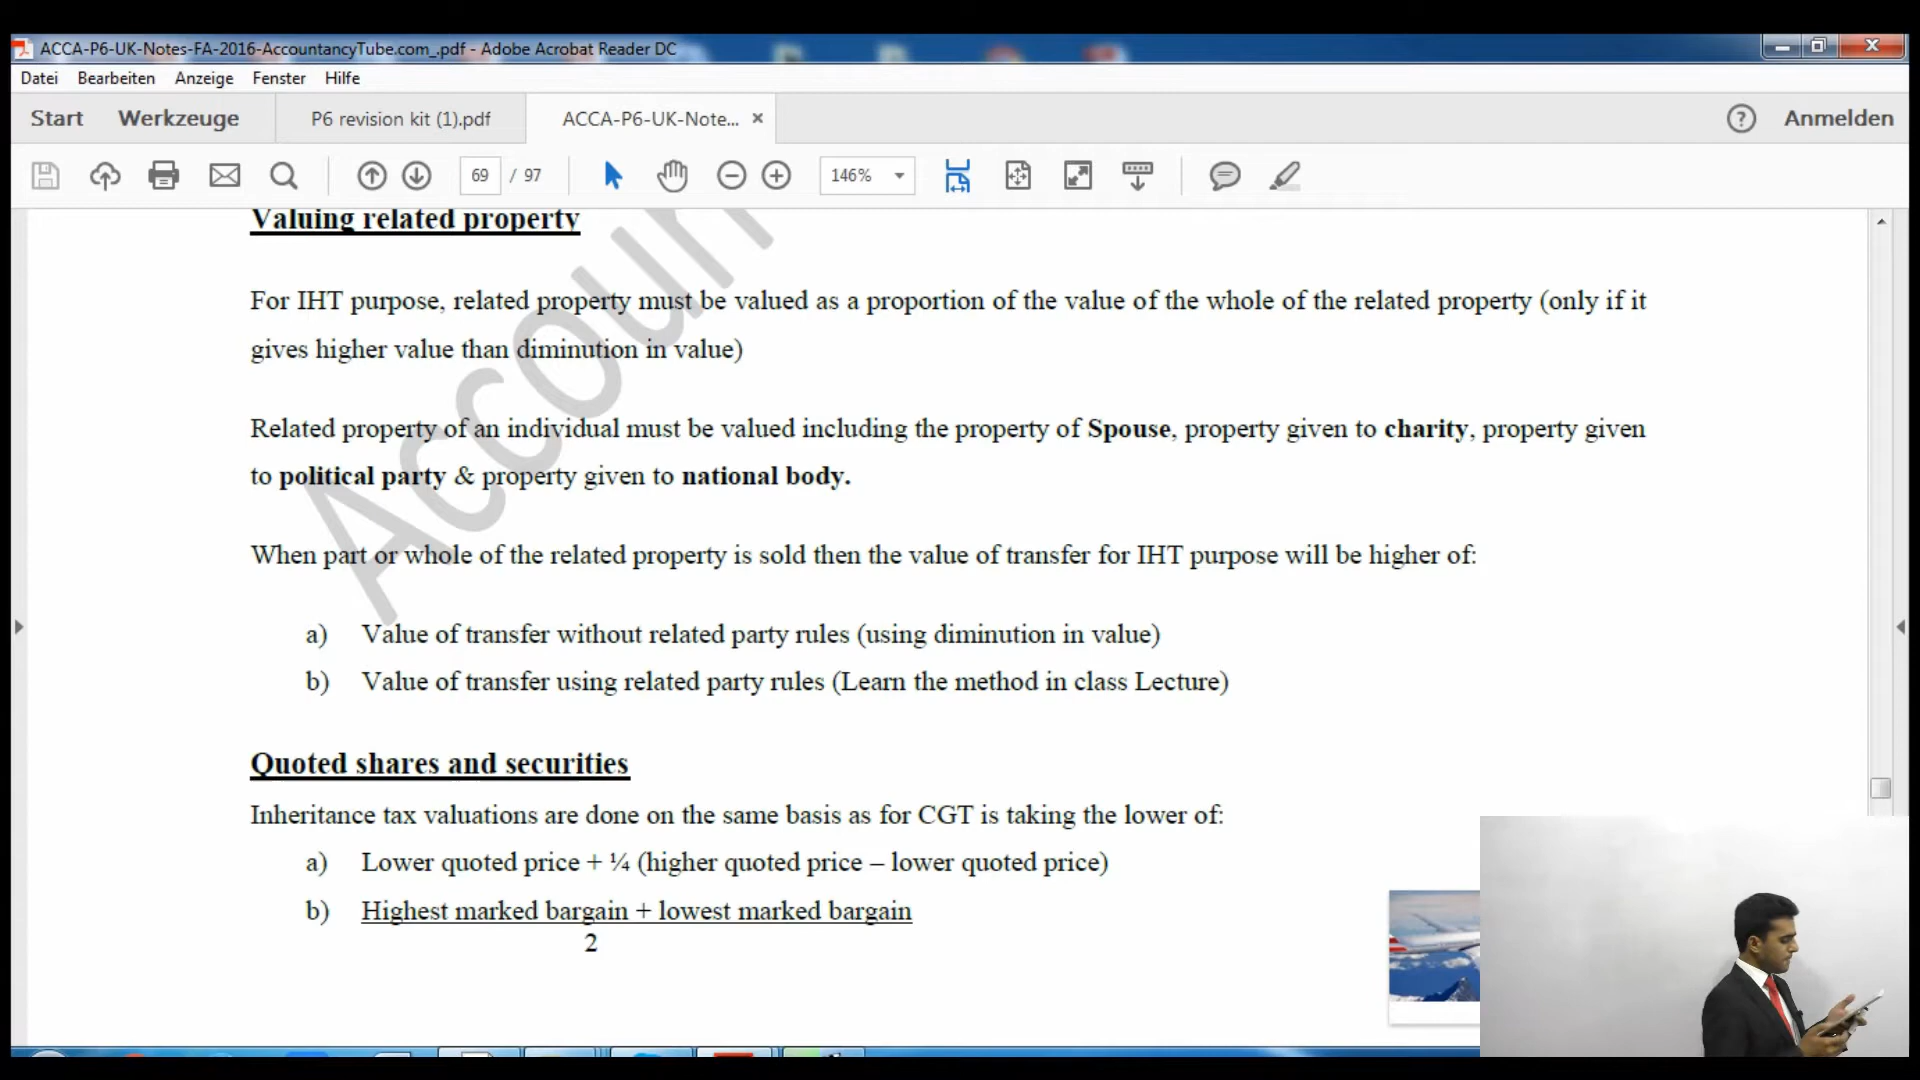 ACCA-P6-UK-Notes-FA-2016-AccountancyTube.com_.pdf - Adobe Acrobat Reader DC
Datei Bearbeiten Anzeige Fenster Hilfe
Start Werkzeuge P6 revision kit (1).pdf ACCA-P6-UK-Note... × ? Anmelden
69 / 97 146%
Valuing related property
For IHT purpose, related property must be valued as a proportion of the value of the whole of the related property (only if it
gives higher value than diminution in value)
Related property of an individual must be valued including the property of Spouse, property given to charity, property given
to political party & property given to national body.
When part or whole of the related property is sold then the value of transfer for IHT purpose will be higher of:
a) Value of transfer without related party rules (using diminution in value)
b) Value of transfer using related party rules (Learn the method in class Lecture)
Quoted shares and securities
Inheritance tax valuations are done on the same basis as for CGT is taking the lower of:
a) Lower quoted price + ¼ (higher quoted price – lower quoted price)
b) Highest marked bargain + lowest marked bargain
2
Accoun